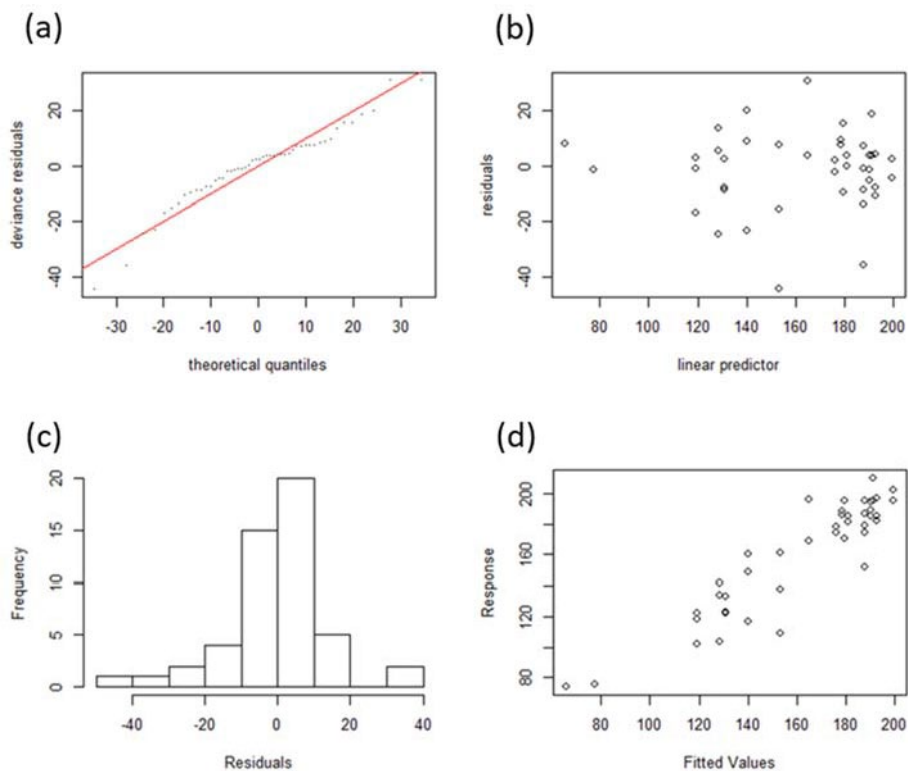 (a)
deviance residuals
20
0
-20
-40
-30 -20 -10 0 10 20 30
theoretical quantiles
(b)
residuals
20
0
-20
-40
80 100 120 140 160 180 200
linear predictor
(c)
Frequency
20
15
10
5
0
-40 -20 0 20 40
Residuals
(d)
Response
200
160
120
80
80 100 120 140 160 180 200
Fitted Values